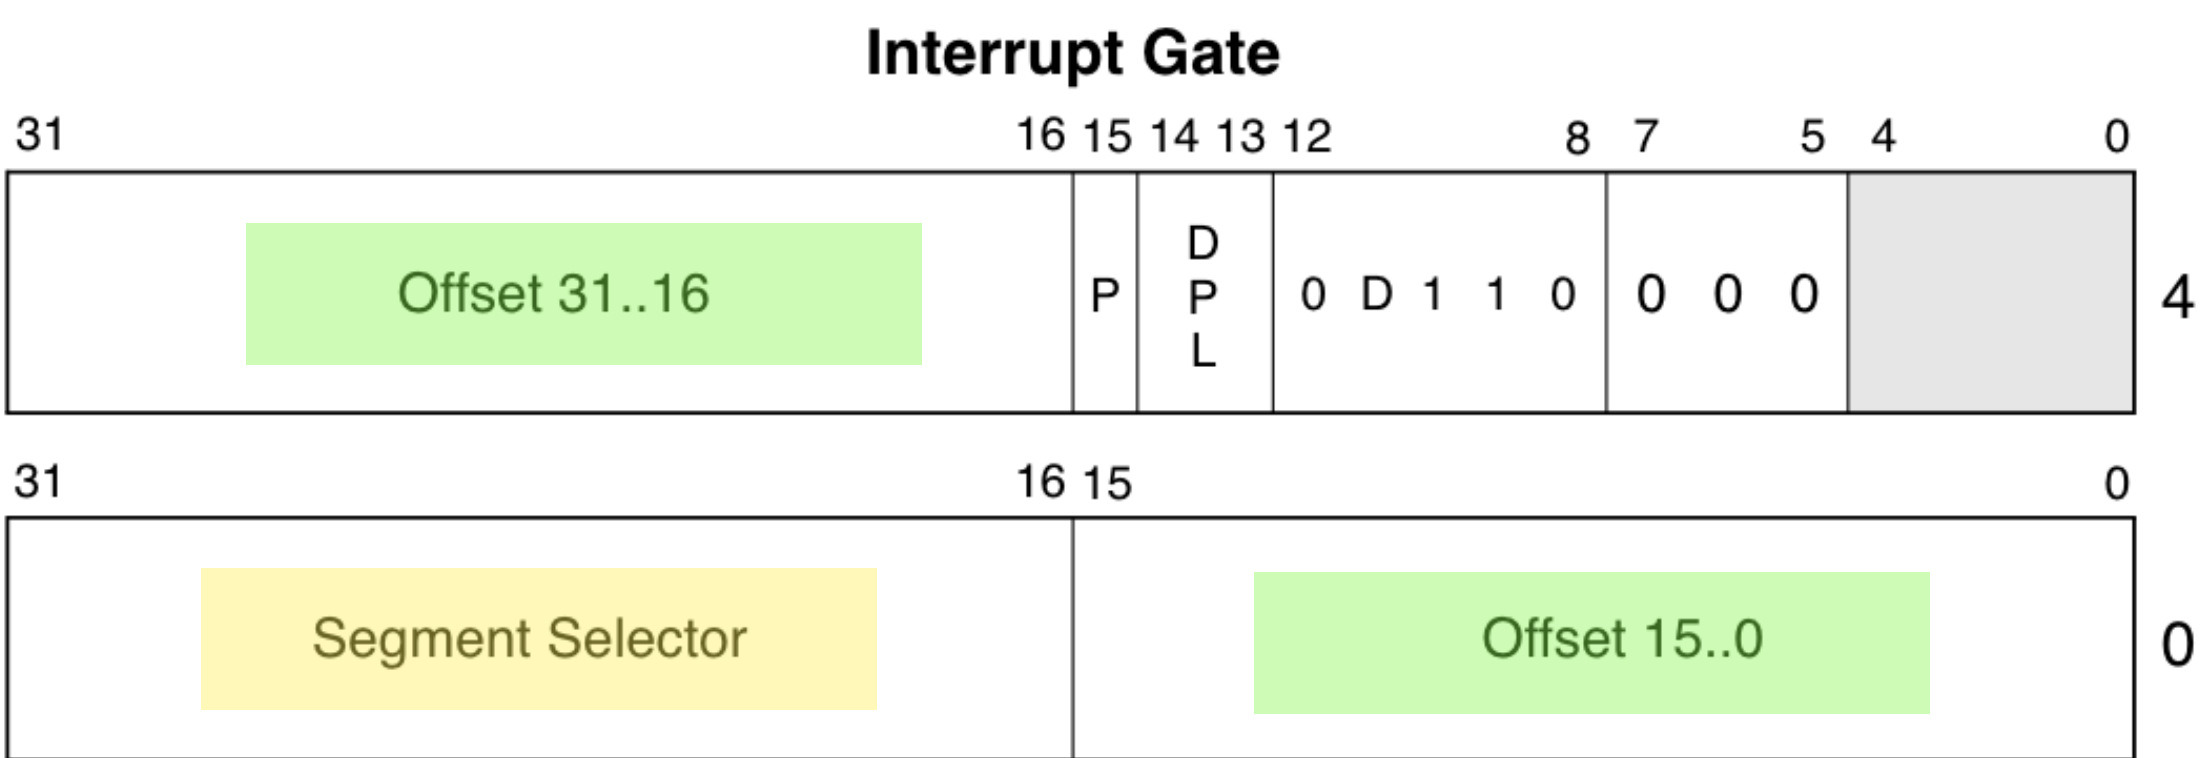 Interrupt Gate
31 16 15 14 13 12 8 7 5 4 0
Offset 31..16 P DPL 0 D 1 1 0 0 0 0 4
31 16 15 0
Segment Selector Offset 15..0 0